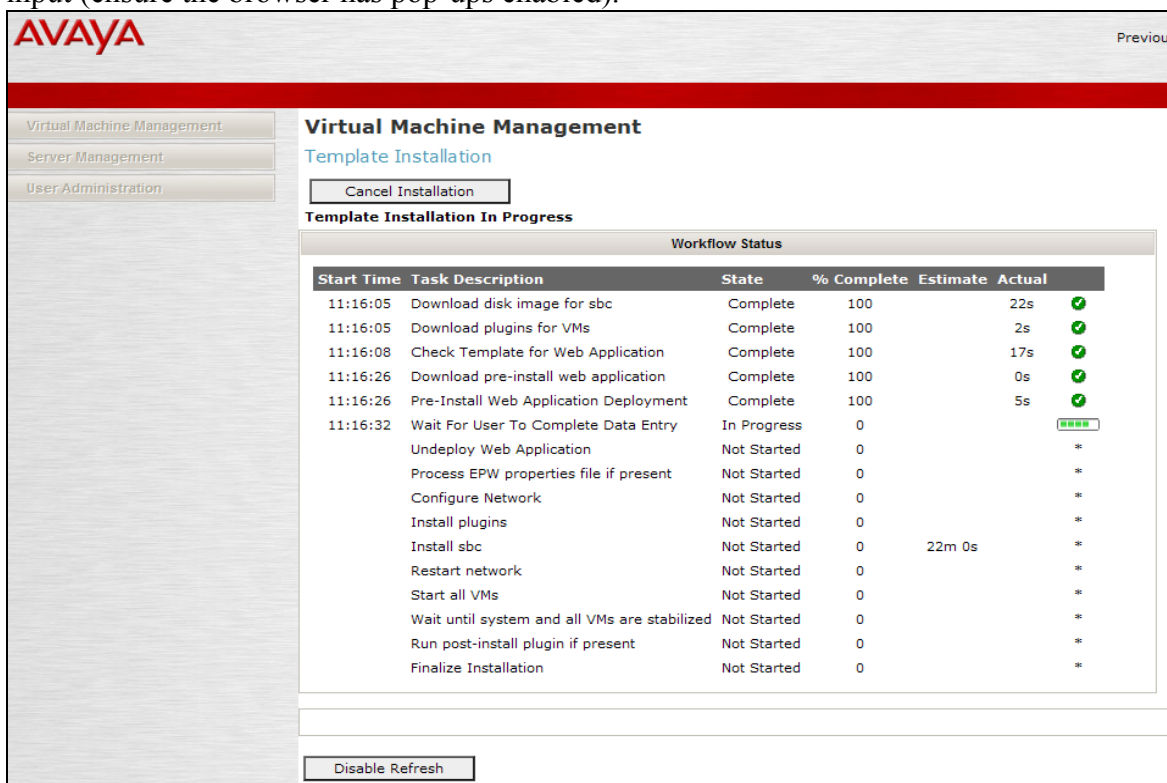 input (ensure the browser has pop-ups enabled).
AVAYA
Previou
Virtual Machine Management
Server Management
User Administration
Virtual Machine Management
Template Installation
Cancel Installation
Template Installation In Progress
Workflow Status
Start Time Task Description State % Complete Estimate Actual
11:16:05 Download disk image for sbc Complete 100 22s
11:16:05 Download plugins for VMs Complete 100 2s
11:16:08 Check Template for Web Application Complete 100 17s
11:16:26 Download pre-install web application Complete 100 0s
11:16:26 Pre-Install Web Application Deployment Complete 100 5s
11:16:32 Wait For User To Complete Data Entry In Progress 0
Undeploy Web Application Not Started 0 *
Process EPW properties file if present Not Started 0 *
Configure Network Not Started 0 *
Install plugins Not Started 0 *
Install sbc Not Started 0 22m 0s *
Restart network Not Started 0 *
Start all VMs Not Started 0 *
Wait until system and all VMs are stabilized Not Started 0 *
Run post-install plugin if present Not Started 0 *
Finalize Installation Not Started 0 *
Disable Refresh